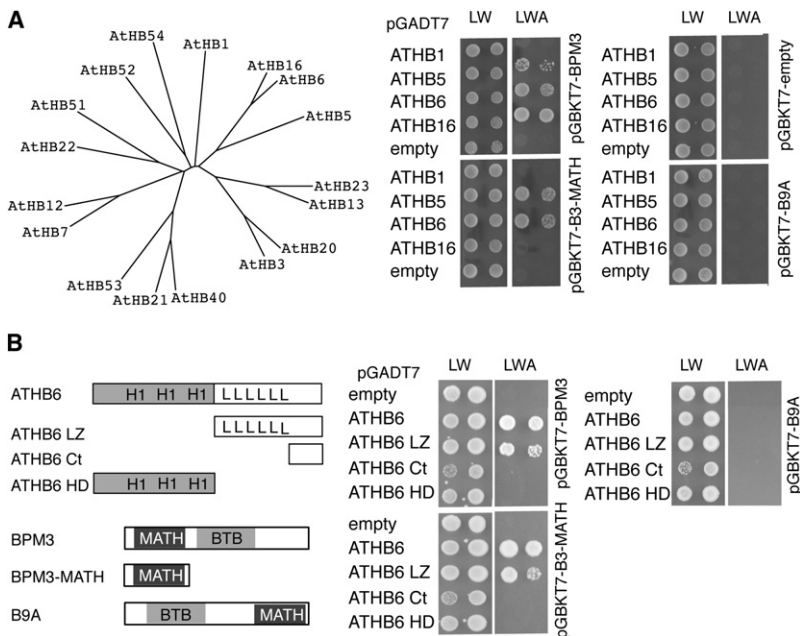 A
AtHB54
AtHB1
AtHB52
AtHB16
AtHB6
AtHB51
AtHB5
AtHB22
AtHB23
AtHB13
AtHB12
AtHB7
AtHB20
AtHB3
AtHB53
AtHB21
AtHB40
pGADT7
LW
LWA
ATHB1
ATHB5
ATHB6
ATHB16
empty
pGBKT7-BPM3
ATHB1
ATHB5
ATHB6
ATHB16
empty
pGBKT7-B3-MATH
LW
LWA
ATHB1
ATHB5
ATHB6
ATHB16
empty
pGBKT7-empty
ATHB1
ATHB5
ATHB6
ATHB16
empty
pGBKT7-B9A
B
ATHB6
H1 H1 H1 LLLLLL
ATHB6 LZ
LLLLLL
ATHB6 Ct
ATHB6 HD
H1 H1 H1
BPM3
MATH BTB
BPM3-MATH
MATH
B9A
BTB MATH
pGADT7
LW
LWA
empty
ATHB6
ATHB6 LZ
ATHB6 Ct
ATHB6 HD
pGBKT7-BPM3
empty
ATHB6
ATHB6 LZ
ATHB6 Ct
ATHB6 HD
pGBKT7-B3-MATH
LW
LWA
empty
ATHB6
ATHB6 LZ
ATHB6 Ct
ATHB6 HD
pGBKT7-B9A